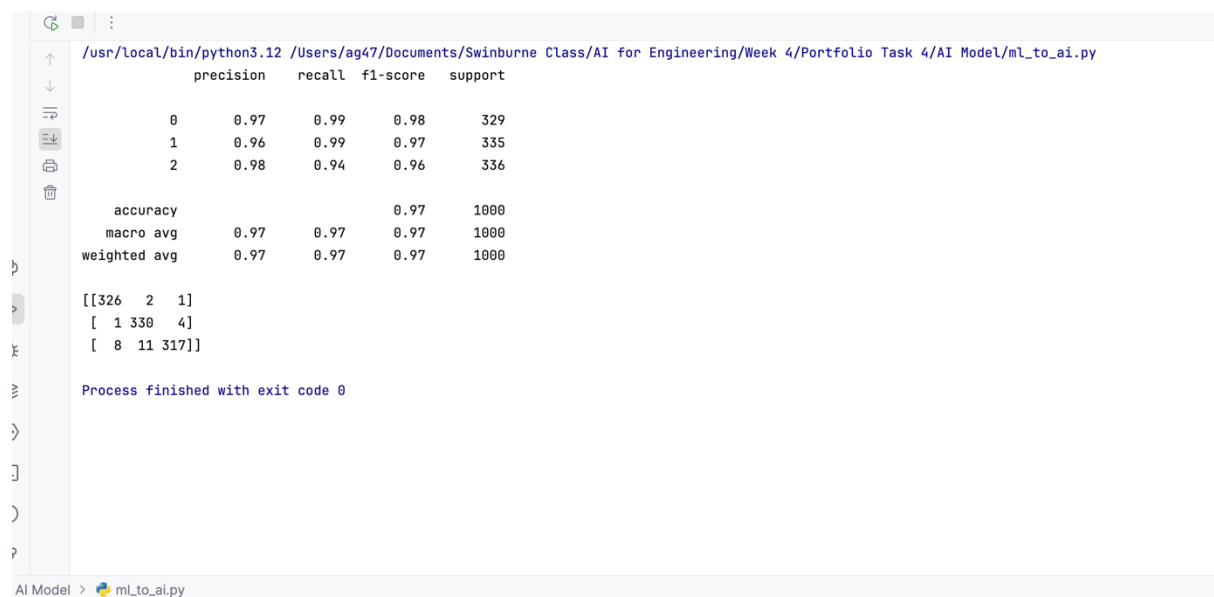 /usr/local/bin/python3.12 /Users/ag47/Documents/Swinburne Class/AI for Engineering/Week 4/Portfolio Task 4/AI Model/ml_to_ai.py
precision recall f1-score support
0 0.97 0.99 0.98 329
1 0.96 0.99 0.97 335
2 0.98 0.94 0.96 336
accuracy 0.97 1000
macro avg 0.97 0.97 0.97 1000
weighted avg 0.97 0.97 0.97 1000
[[326 2 1]
[ 1 330 4]
[ 8 11 317]]
Process finished with exit code 0
AI Model > ml_to_ai.py